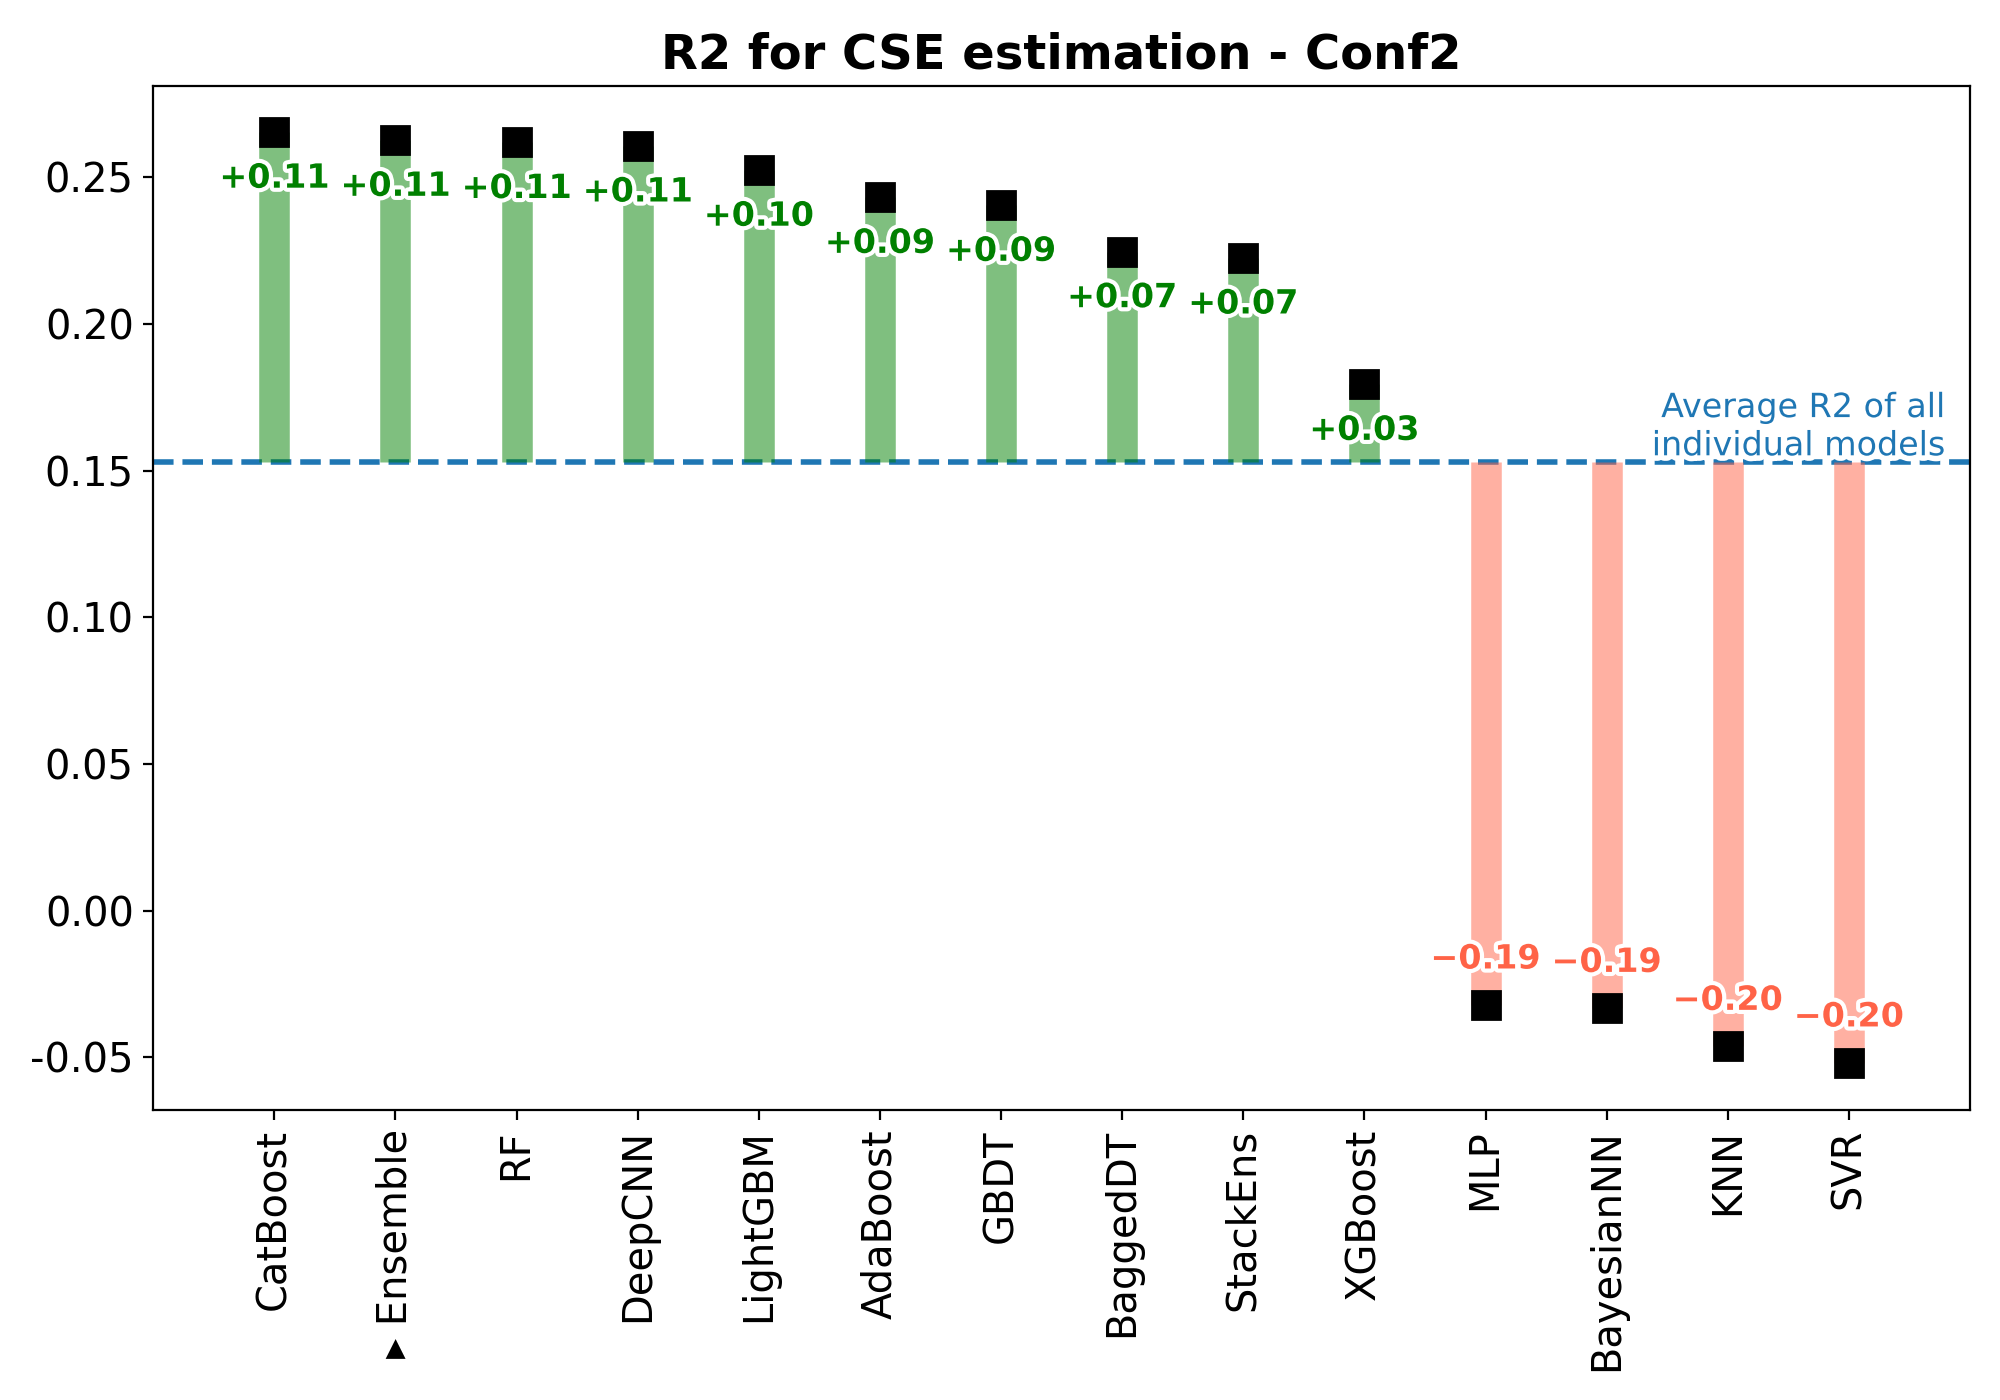 R2 for CSE estimation - Conf2
0.25
0.20
0.15
0.10
0.05
0.00
-0.05
+0.11
+0.11
+0.11
+0.11
+0.10
+0.09
+0.09
+0.07
+0.07
+0.03
−0.19
−0.19
−0.20
−0.20
Average R2 of all
individual models
CatBoost
► Ensemble
RF
DeepCNN
LightGBM
AdaBoost
GBDT
BaggedDT
StackEns
XGBoost
MLP
BayesianNN
KNN
SVR